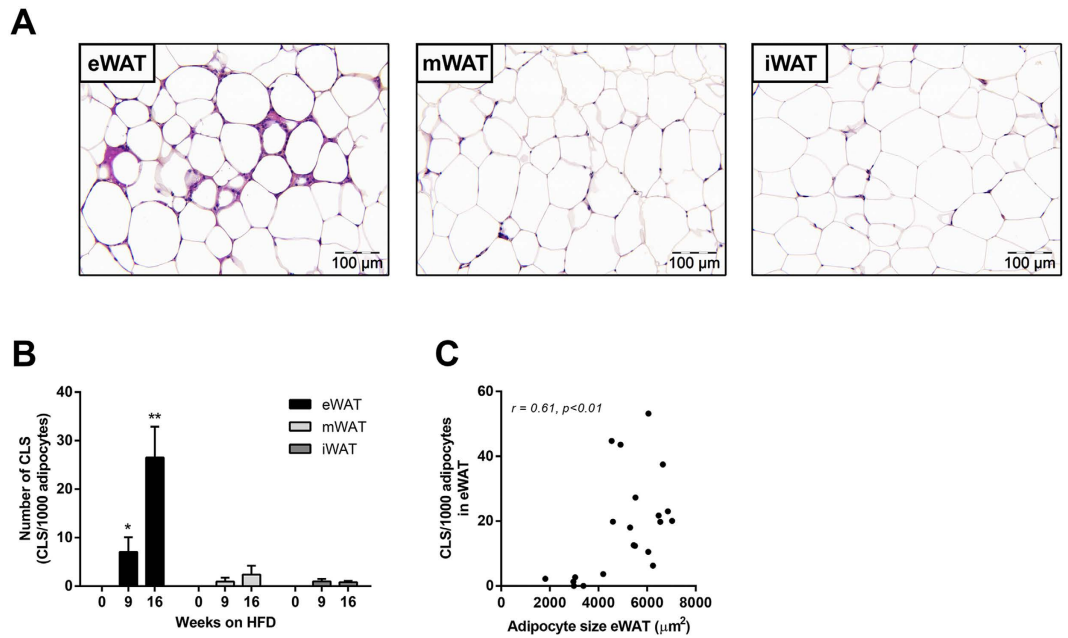 A
eWAT
mWAT
iWAT
100 µm
100 µm
100 µm
B
Number of CLS
(CLS/1000 adipocytes)
40
30
20
10
0
**
*
eWAT
mWAT
iWAT
0 9 16 0 9 16 0 9 16
Weeks on HFD
C
CLS/1000 adipocytes
in eWAT
60
40
20
0
r = 0.61, p<0.01
0 2000 4000 6000 8000
Adipocyte size eWAT (µm²)